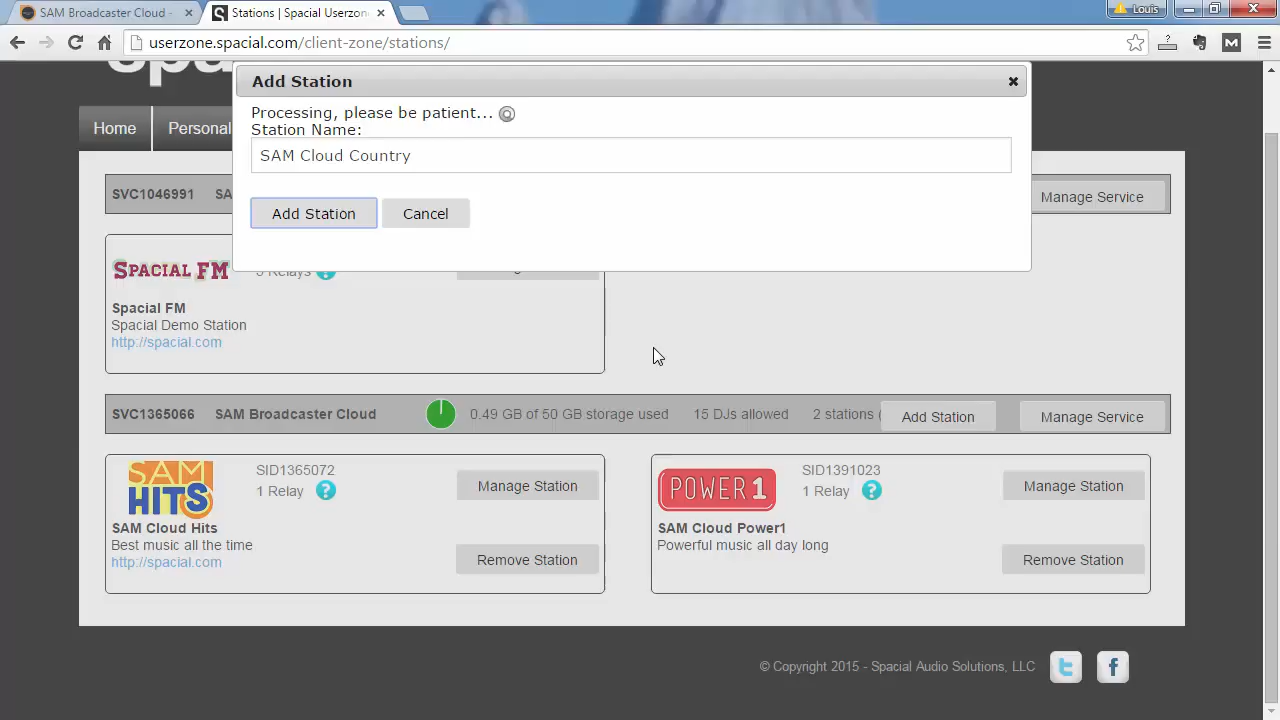 SAM Broadcaster Cloud -
Stations | Spacial Userzon
Louis
userzone.spacial.com/client-zone/stations/
Add Station
Processing, please be patient...
Station Name:
SAM Cloud Country
Add Station Cancel
Home Personal
SVC1046991 SA Manage Service
SPACIAL FM
Relays ?
Spacial FM
Spacial Demo Station
http://spacial.com
SVC1365066 SAM Broadcaster Cloud 0.49 GB of 50 GB storage used 15 DJs allowed 2 stations ( Add Station Manage Service
SAM HITS
SID1365072
1 Relay ?
Manage Station
SAM Cloud Hits
Best music all the time
http://spacial.com
Remove Station
POWER 1
SID1391023
1 Relay ?
Manage Station
SAM Cloud Power1
Powerful music all day long
Remove Station
© Copyright 2015 - Spacial Audio Solutions, LLC